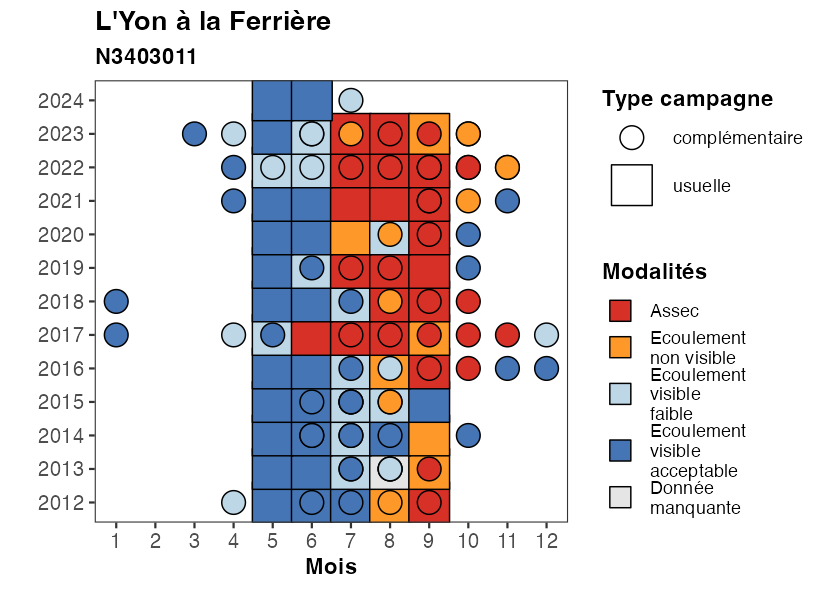 L'Yon à la Ferrière
N3403011
2024
2023
2022
2021
2020
2019
2018
2017
2016
2015
2014
2013
2012
1 2 3 4 5 6 7 8 9 10 11 12
Mois
Type campagne
complémentaire
usuelle
Modalités
Assec
Ecoulement
non visible
Ecoulement
visible
faible
Ecoulement
visible
acceptable
Donnée
manquante